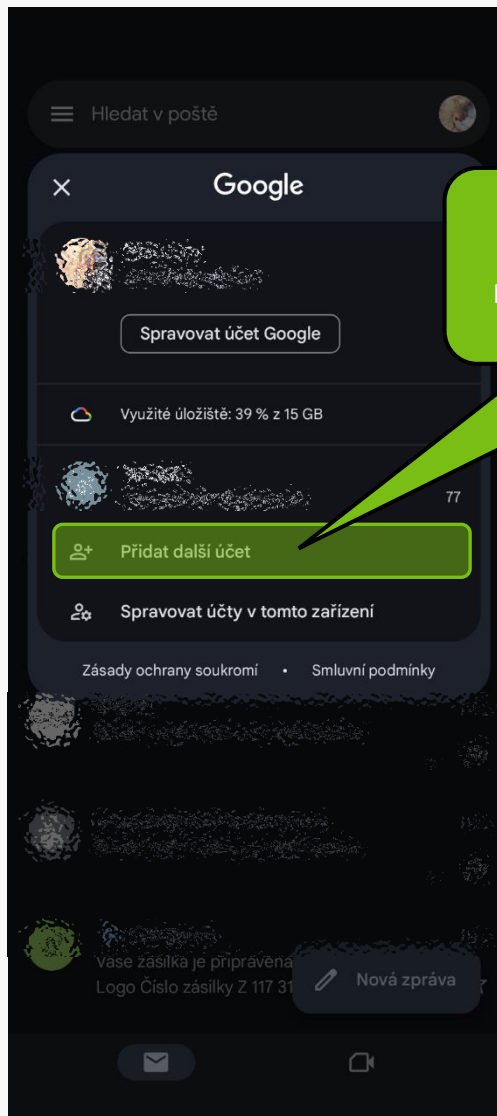 Hledat v poště
Google
Spravovat účet Google
Využité úložiště: 39 % z 15 GB
77
Přidat další účet
Spravovat účty v tomto zařízení
Zásady ochrany soukromí • Smluvní podmínky
Vaše zásilka je připravena
Logo Číslo zásilky Z 117 31
Nová zpráva